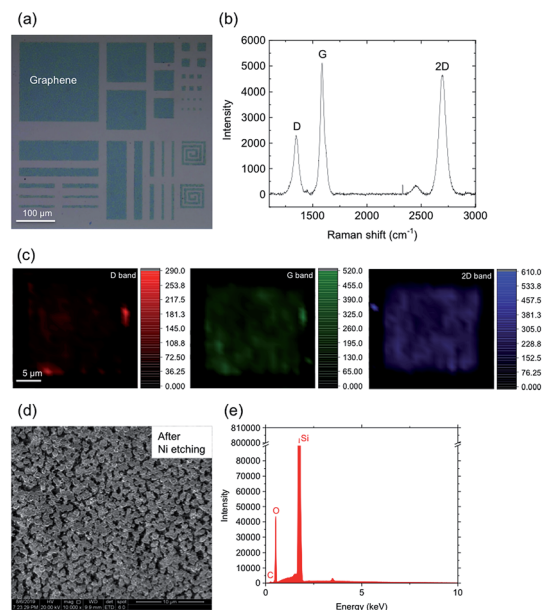 (a)
Graphene
100 µm
(b)
6000
5000
4000
3000
2000
1000
0
Intensity
D
G
2D
1500 2000 2500 3000
Raman shift (cm-1)
(c)
D band
5 µm
290.0
253.8
217.5
181.3
145.0
108.8
72.50
36.25
0.000
G band
520.0
455.0
390.0
325.0
260.0
195.0
130.0
65.00
0.000
2D band
610.0
533.8
457.5
381.3
305.0
228.8
152.5
76.25
0.000
(d)
After
Ni etching
10 µm
(e)
810000
800000
90000
80000
70000
60000
50000
40000
30000
20000
10000
0
Intensity
Si
O
C
0 5 10
Energy (keV)